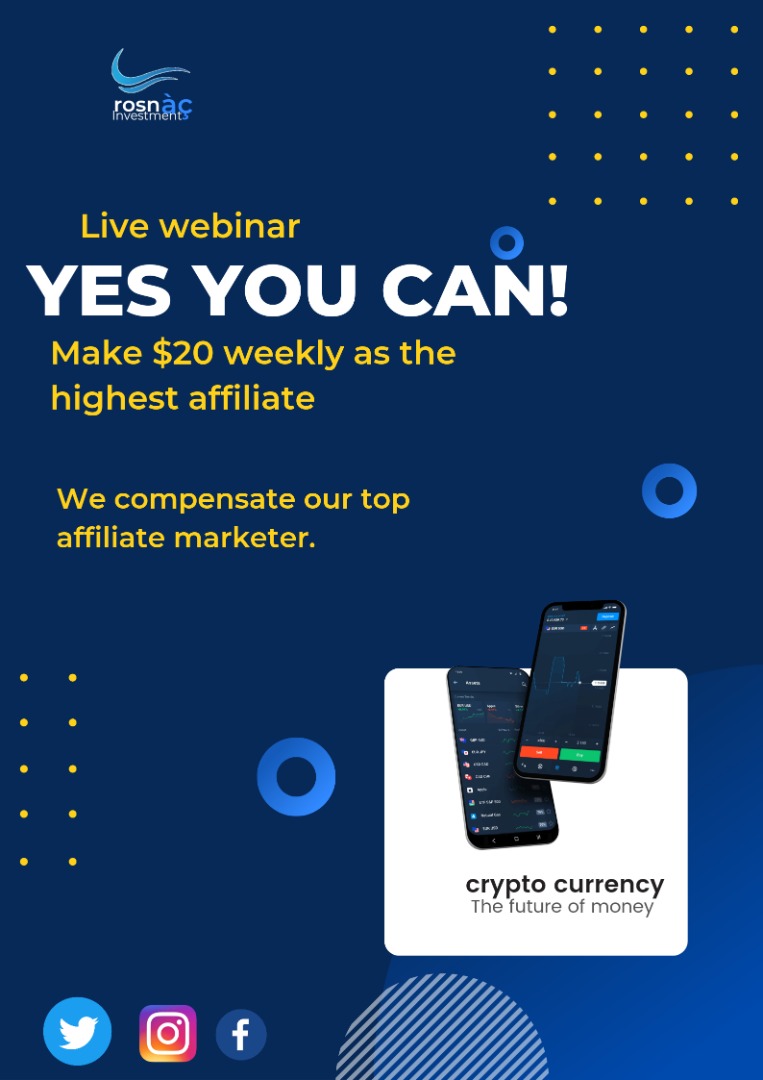 rosnàç
Investments
Live webinar
YES YOU CAN!
Make $20 weekly as the
highest affiliate
We compensate our top
affiliate marketer.
crypto currency
The future of money